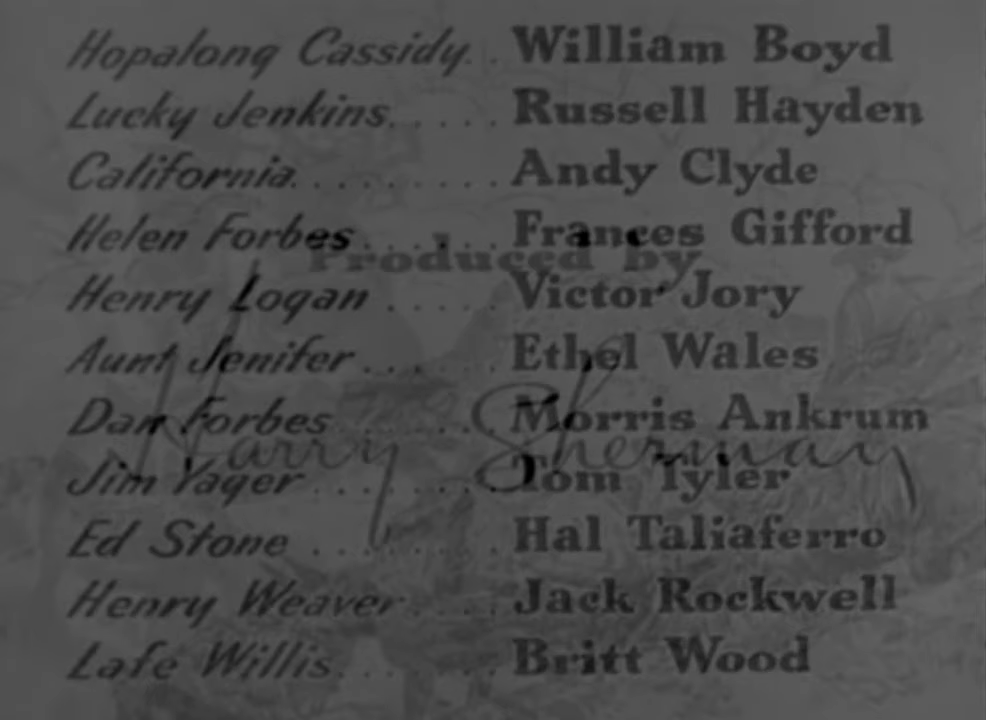 Hopalong Cassidy.. William Boyd
Lucky Jenkins...... Russell Hayden
California.......... Andy Clyde
Helen Forbes....... Frances Gifford
Produced by
Henry Logan ...... Victor Jory
Aunt Jenifer....... Ethel Wales
Dan Forbes........ Morris Ankrum
Harry Sherman
Jim Yager ......... Tom Tyler
Ed Stone ......... Hal Taliaferro
Henry Weaver..... Jack Rockwell
Lafe Willis........ Britt Wood